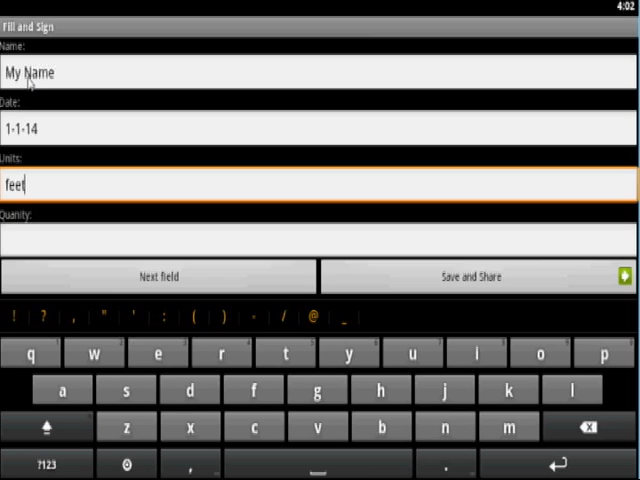 4:02
Fill and Sign
Name:
My Name
Date:
1-1-14
Units:
feet
Quanity:
Next field Save and Share
! ? , " ' : ( ) - / @ _
q w e r t y u i o p
a s d f g h j k l
z x c v b n m
?123 , .